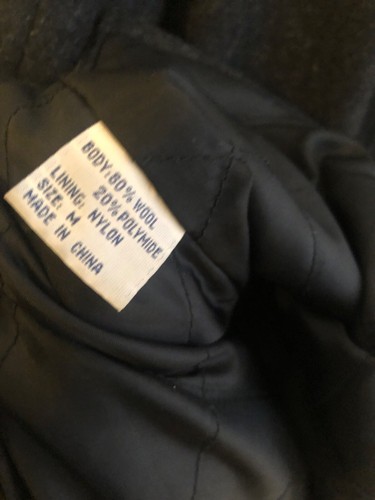 BODY: 80% WOOL
20% POLYMIDE
LINING, NYLON
SIZE: M
MADE IN CHINA